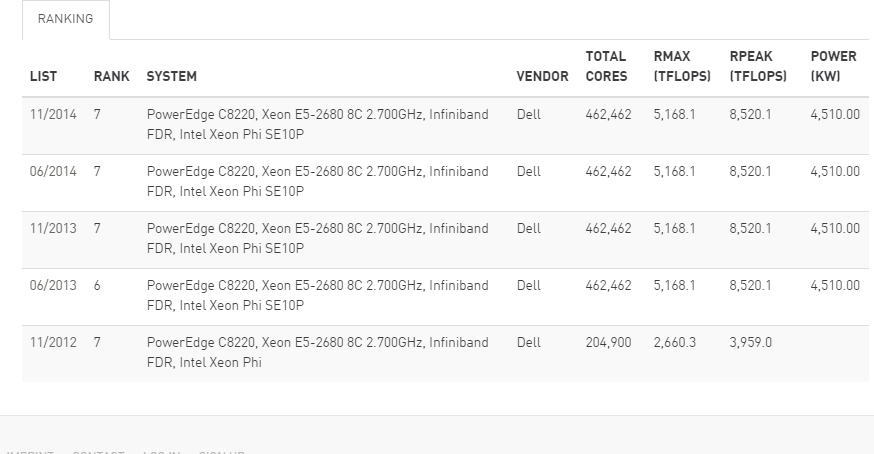 RANKING
LIST RANK SYSTEM VENDOR TOTAL CORES RMAX (TFLOPS) RPEAK (TFLOPS) POWER (KW)
11/2014 7 PowerEdge C8220, Xeon E5-2680 8C 2.700GHz, Infiniband Dell 462,462 5,168.1 8,520.1 4,510.00
FDR, Intel Xeon Phi SE10P
06/2014 7 PowerEdge C8220, Xeon E5-2680 8C 2.700GHz, Infiniband Dell 462,462 5,168.1 8,520.1 4,510.00
FDR, Intel Xeon Phi SE10P
11/2013 7 PowerEdge C8220, Xeon E5-2680 8C 2.700GHz, Infiniband Dell 462,462 5,168.1 8,520.1 4,510.00
FDR, Intel Xeon Phi SE10P
06/2013 6 PowerEdge C8220, Xeon E5-2680 8C 2.700GHz, Infiniband Dell 462,462 5,168.1 8,520.1 4,510.00
FDR, Intel Xeon Phi SE10P
11/2012 7 PowerEdge C8220, Xeon E5-2680 8C 2.700GHz, Infiniband Dell 204,900 2,660.3 3,959.0
FDR, Intel Xeon Phi
IMPRINT CONTACT LOG IN SIGN UP